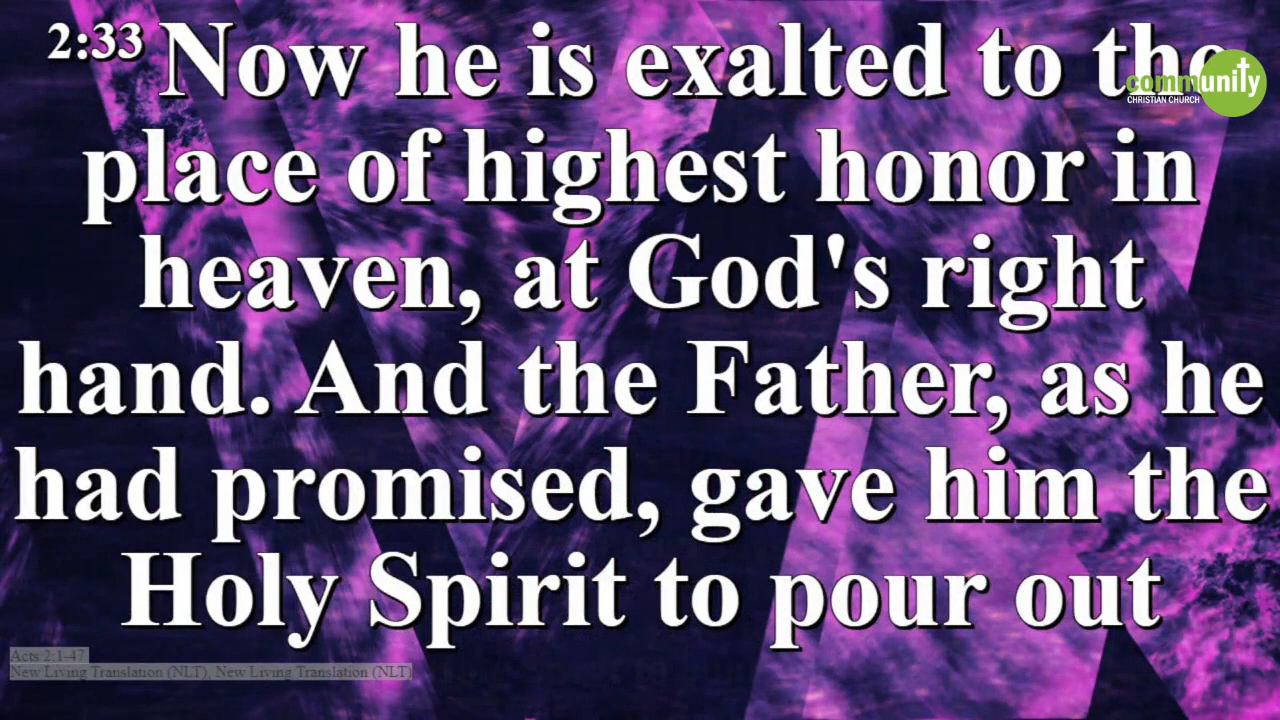 2:33 Now he is exalted to the
community
CHRISTIAN CHURCH
place of highest honor in
heaven, at God's right
hand. And the Father, as he
had promised, gave him the
Holy Spirit to pour out
Acts 2:1-47
New Living Translation (NLT), New Living Translation (NLT)